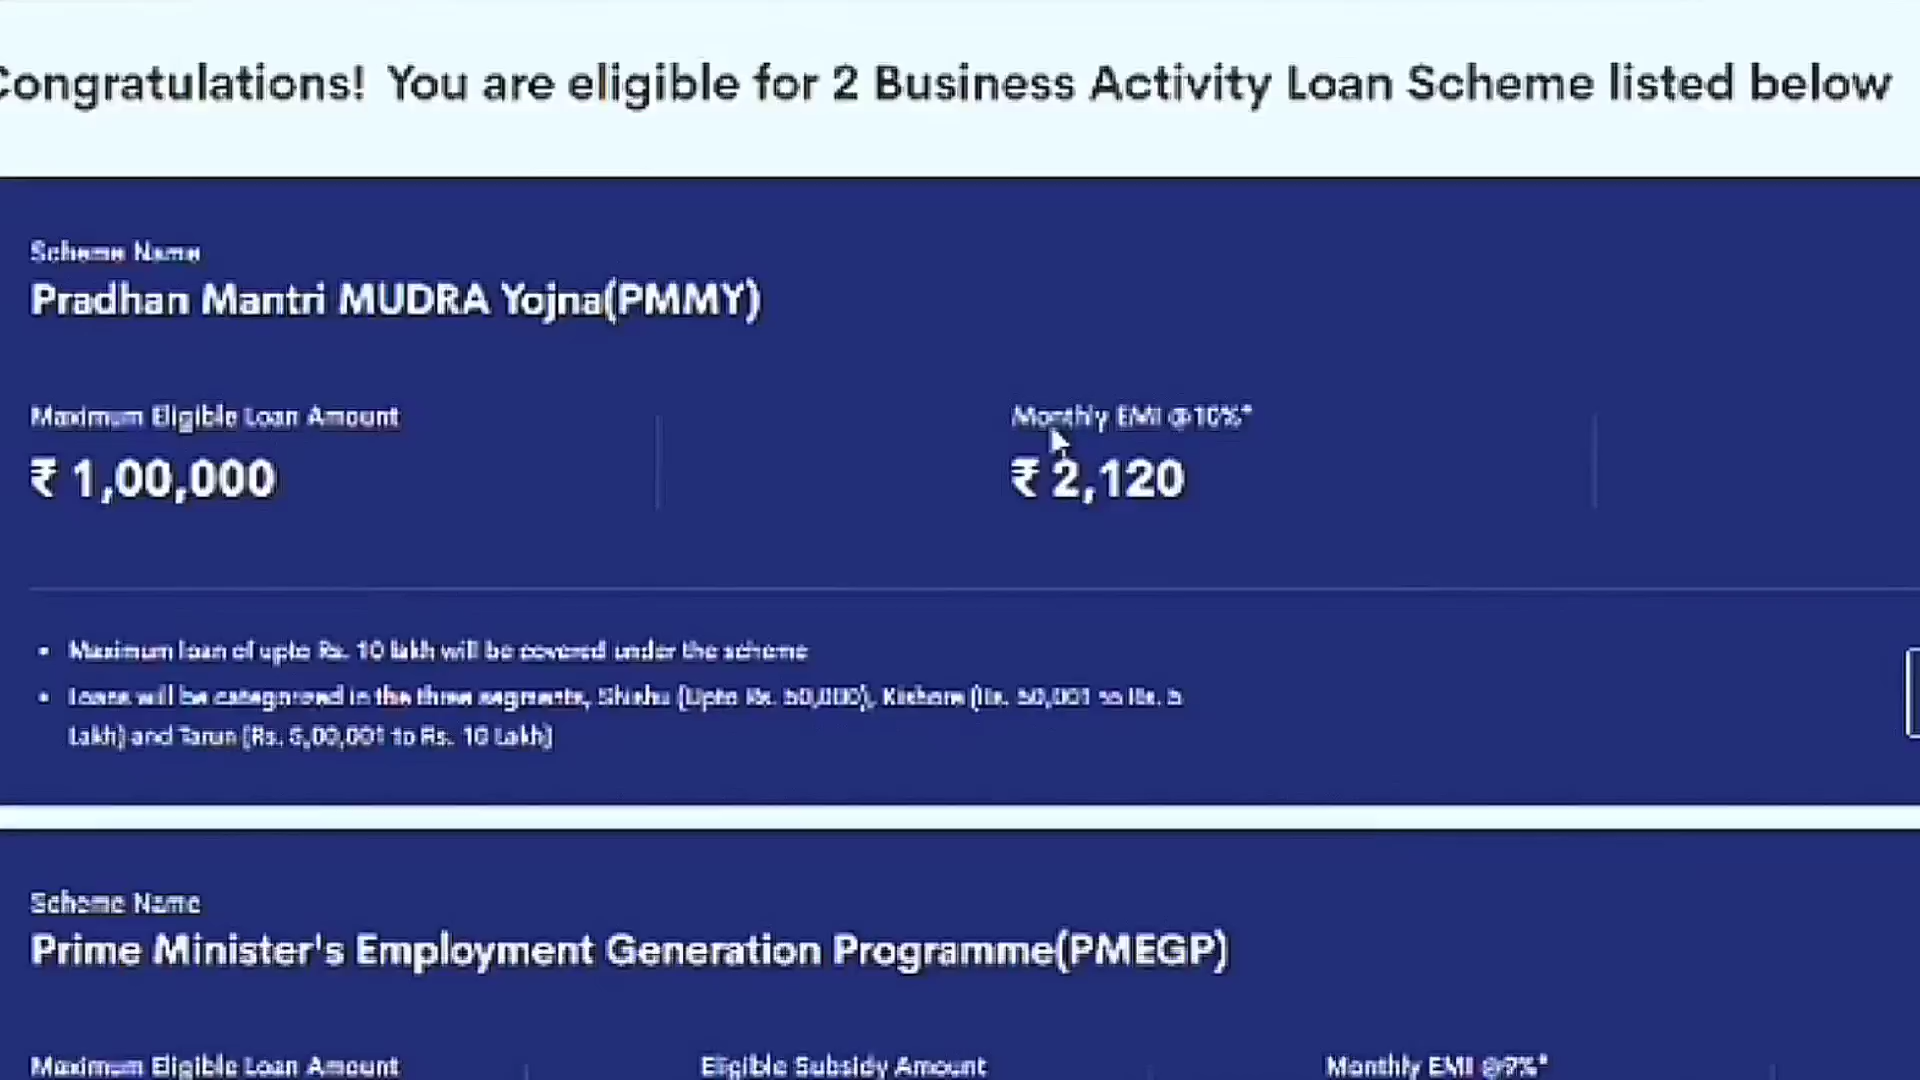 Congratulations! You are eligible for 2 Business Activity Loan Scheme listed below
Scheme Name
Pradhan Mantri MUDRA Yojna(PMMY)
Maximum Eligible Loan Amount
Monthly EMI @10%*
₹ 1,00,000
₹ 2,120
• Maximum loan of upto Rs. 10 lakh will be covered under the scheme
• Loans will be categorized in the three segments, Shishu (Upto Rs. 50,000), Kishore (Rs. 50,001 to Rs. 5
Lakh) and Tarun (Rs. 5,00,001 to Rs. 10 Lakh)
Scheme Name
Prime Minister's Employment Generation Programme(PMEGP)
Maximum Eligible Loan Amount
Eligible Subsidy Amount
Monthly EMI @9%*